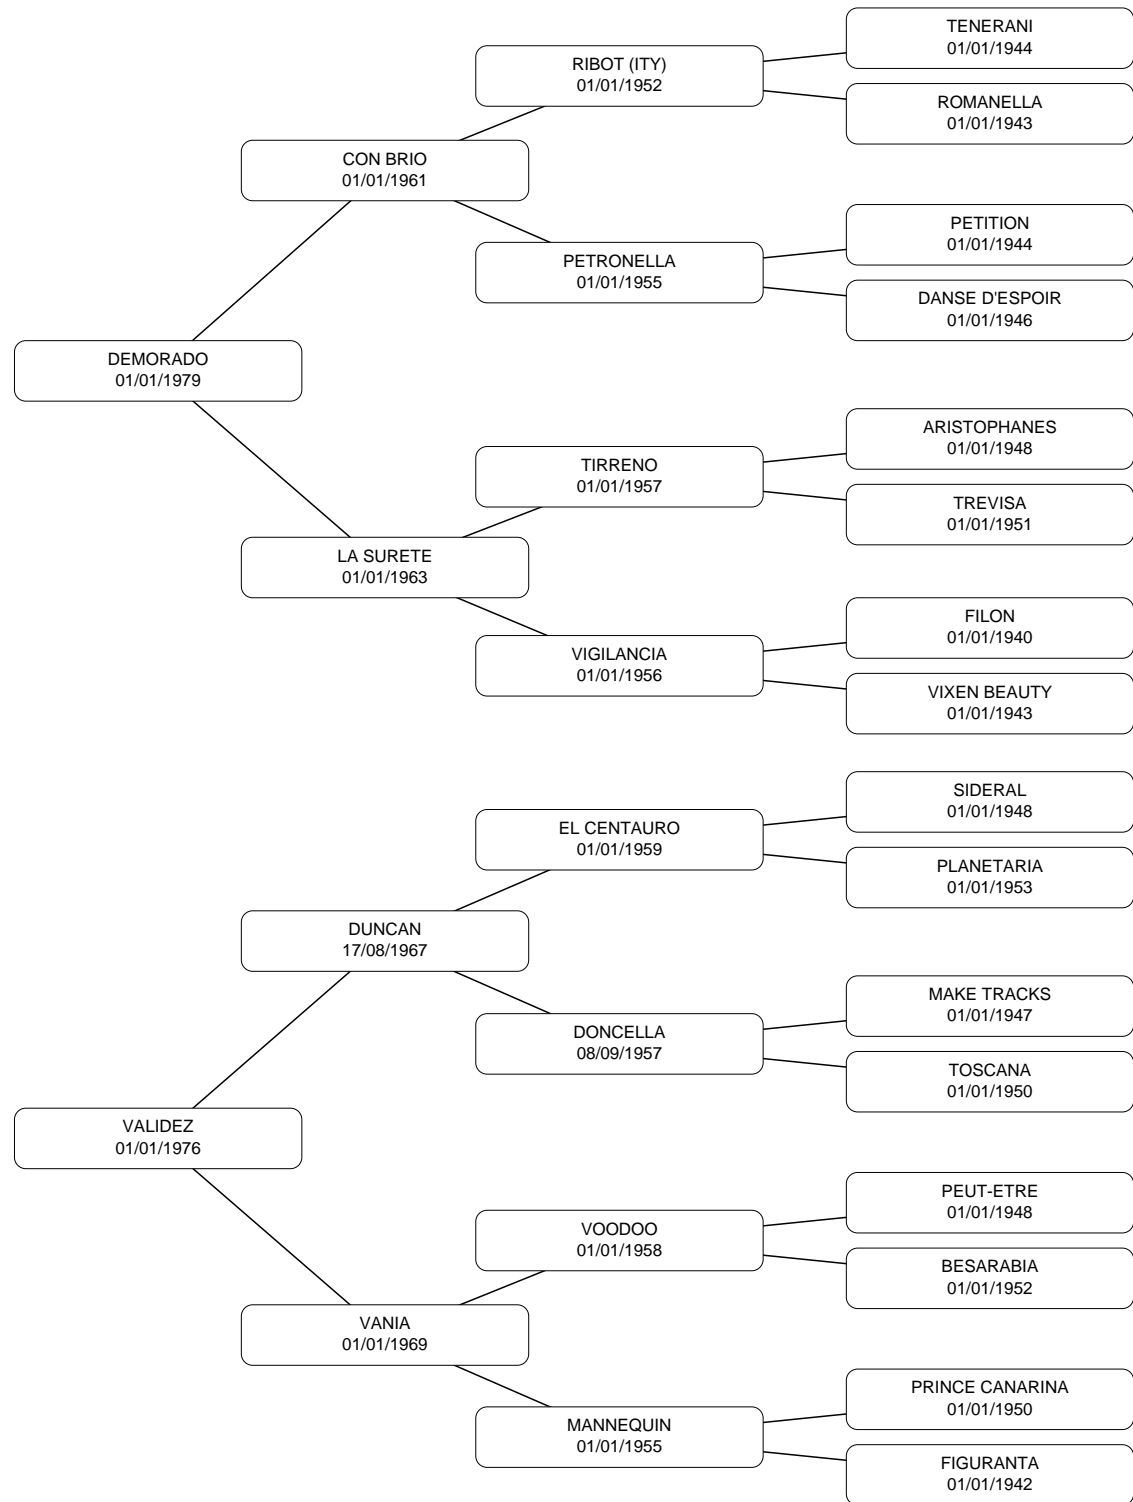 TENERANI
01/01/1944
RIBOT (ITY)
01/01/1952
ROMANELLA
01/01/1943
CON BRIO
01/01/1961
PETITION
01/01/1944
PETRONELLA
01/01/1955
DANSE D'ESPOIR
01/01/1946
DEMORADO
01/01/1979
ARISTOPHANES
01/01/1948
TIRRENO
01/01/1957
TREVISA
01/01/1951
LA SURETE
01/01/1963
FILON
01/01/1940
VIGILANCIA
01/01/1956
VIXEN BEAUTY
01/01/1943
SIDERAL
01/01/1948
EL CENTAURO
01/01/1959
PLANETARIA
01/01/1953
DUNCAN
17/08/1967
MAKE TRACKS
01/01/1947
DONCELLA
08/09/1957
TOSCANA
01/01/1950
VALIDEZ
01/01/1976
PEUT-ETRE
01/01/1948
VOODOO
01/01/1958
BESARABIA
01/01/1952
VANIA
01/01/1969
PRINCE CANARINA
01/01/1950
MANNEQUIN
01/01/1955
FIGURANTA
01/01/1942